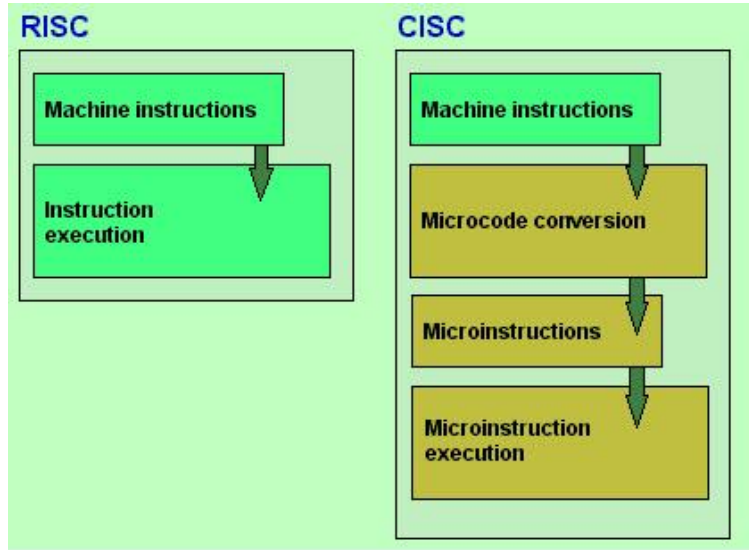 RISC
Machine instructions
Instruction
execution
CISC
Machine instructions
Microcode conversion
Microinstructions
Microinstruction
execution